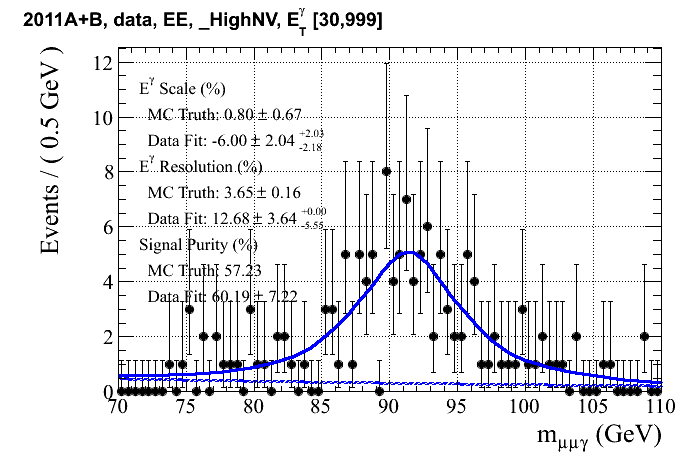 2011A+B, data, EE, _HighNV, E_T^γ [30,999]
Events / ( 0.5 GeV )
12
10
8
6
4
2
0
E^γ Scale (%)
MC Truth: 0.80 ± 0.67
Data Fit: -6.00 ± 2.04 +2.03 -2.18
E^γ Resolution (%)
MC Truth: 3.65 ± 0.16
Data Fit: 12.68 ± 3.64 +0.00 -5.55
Signal Purity (%)
MC Truth: 57.23
Data Fit: 60.19 ± 7.22
70 75 80 85 90 95 100 105 110
m_μμγ (GeV)